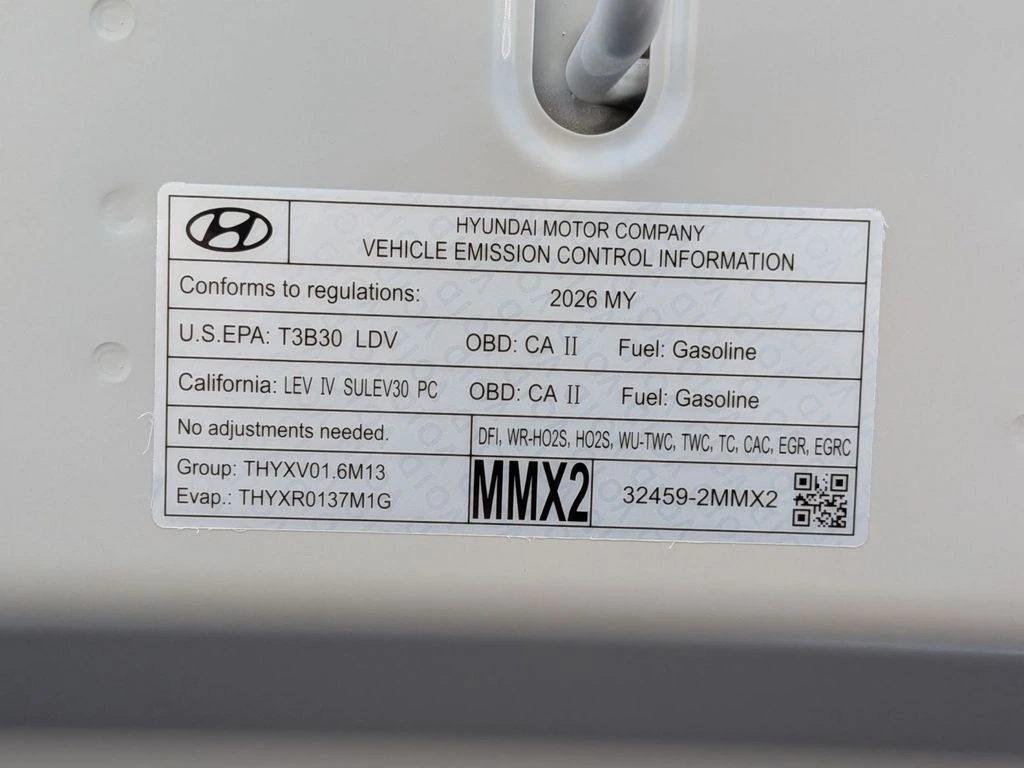 HYUNDAI MOTOR COMPANY
VEHICLE EMISSION CONTROL INFORMATION
Conforms to regulations: 2026 MY
U.S.EPA: T3B30 LDV OBD: CA II Fuel: Gasoline
California: LEV IV SULEV30 PC OBD: CA II Fuel: Gasoline
No adjustments needed.
DFI, WR-HO2S, HO2S, WU-TWC, TWC, TC, CAC, EGR, EGRC
Group: THYXV01.6M13
Evap.: THYXR0137M1G
MMX2
32459-2MMX2